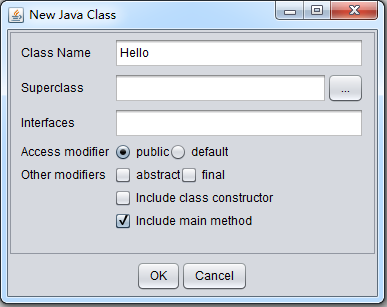 New Java Class
Class Name Hello
Superclass ...
Interfaces
Access modifier public default
Other modifiers abstract final
Include class constructor
Include main method
OK Cancel